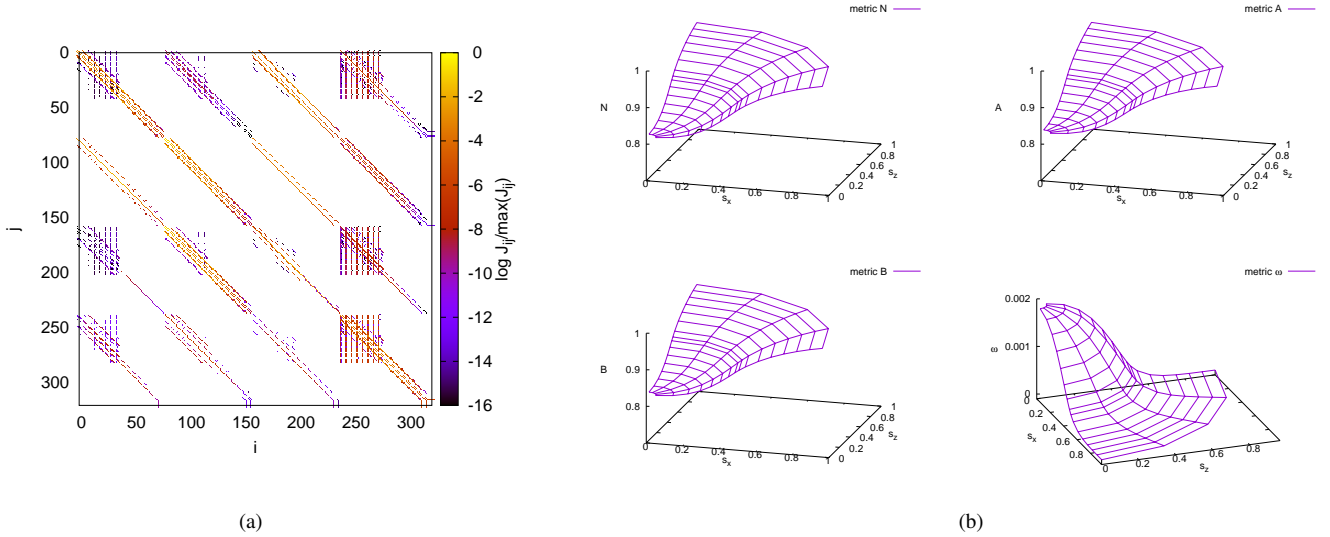 0
50
100
150
200
250
300
j
0 50 100 150 200 250 300
i
0
-2
-4
-6
-8
-10
-12
-14
-16
log J_ij/max(J_ij)
(a)
metric N
1
0.9
0.8
N
0 0.2 0.4 0.6 0.8 1
s_x
0 0.2 0.4 0.6 0.8 1
s_z
metric A
1
0.9
0.8
A
0 0.2 0.4 0.6 0.8 1
s_x
0 0.2 0.4 0.6 0.8 1
s_z
metric B
1
0.9
0.8
B
0 0.2 0.4 0.6 0.8 1
s_x
0 0.2 0.4 0.6 0.8 1
s_z
metric ω
0.002
0.001
0
ω
0 0.2 0.4 0.6 0.8
s_x
0 0.2 0.4 0.6 0.8
s_z
(b)